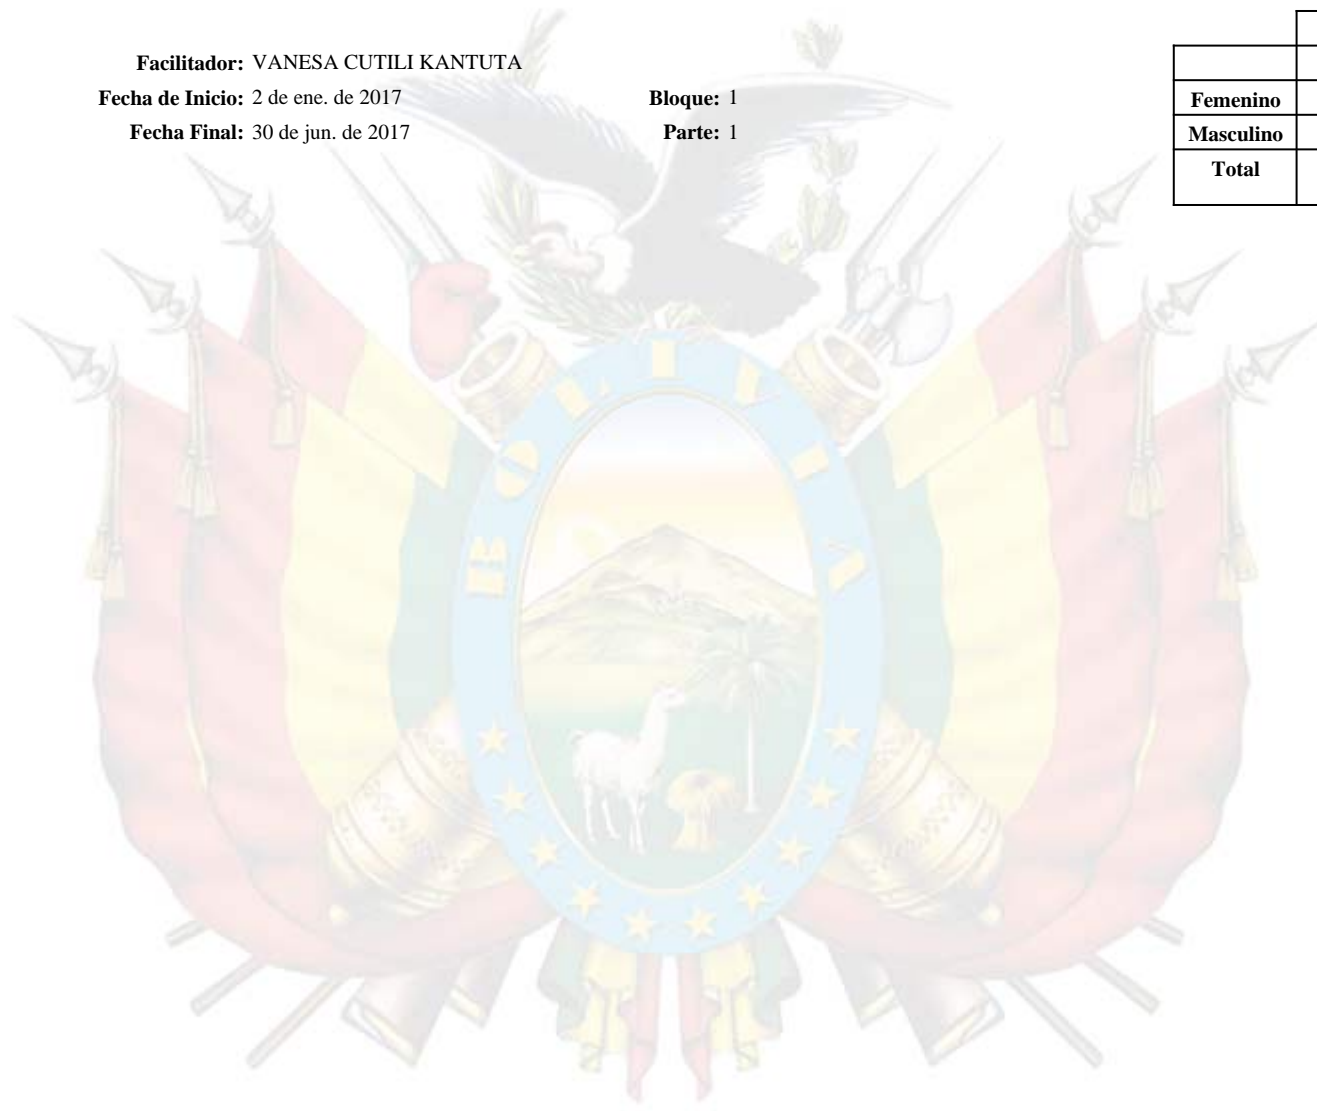 Facilitador: VANESA CUTILI KANTUTA
Fecha de Inicio: 2 de ene. de 2017 Bloque: 1
Fecha Final: 30 de jun. de 2017 Parte: 1
Femenino
Masculino
Total
BOLIVIA